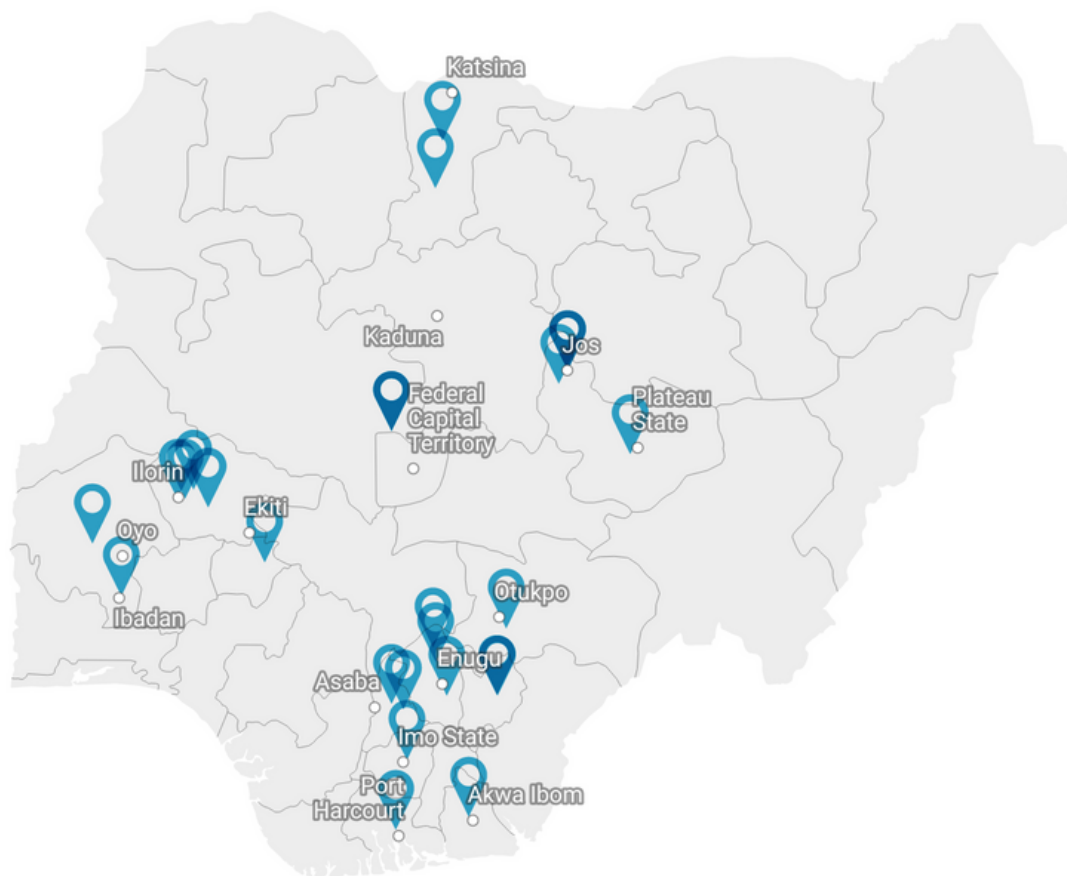 Katsina
Kaduna
Jos
Federal
Capital
Territory
Plateau
State
Ilorin
Ekiti
Oyo
Ibadan
Otukpo
Enugu
Asaba
Imo State
Port
Harcourt
Akwa Ibom